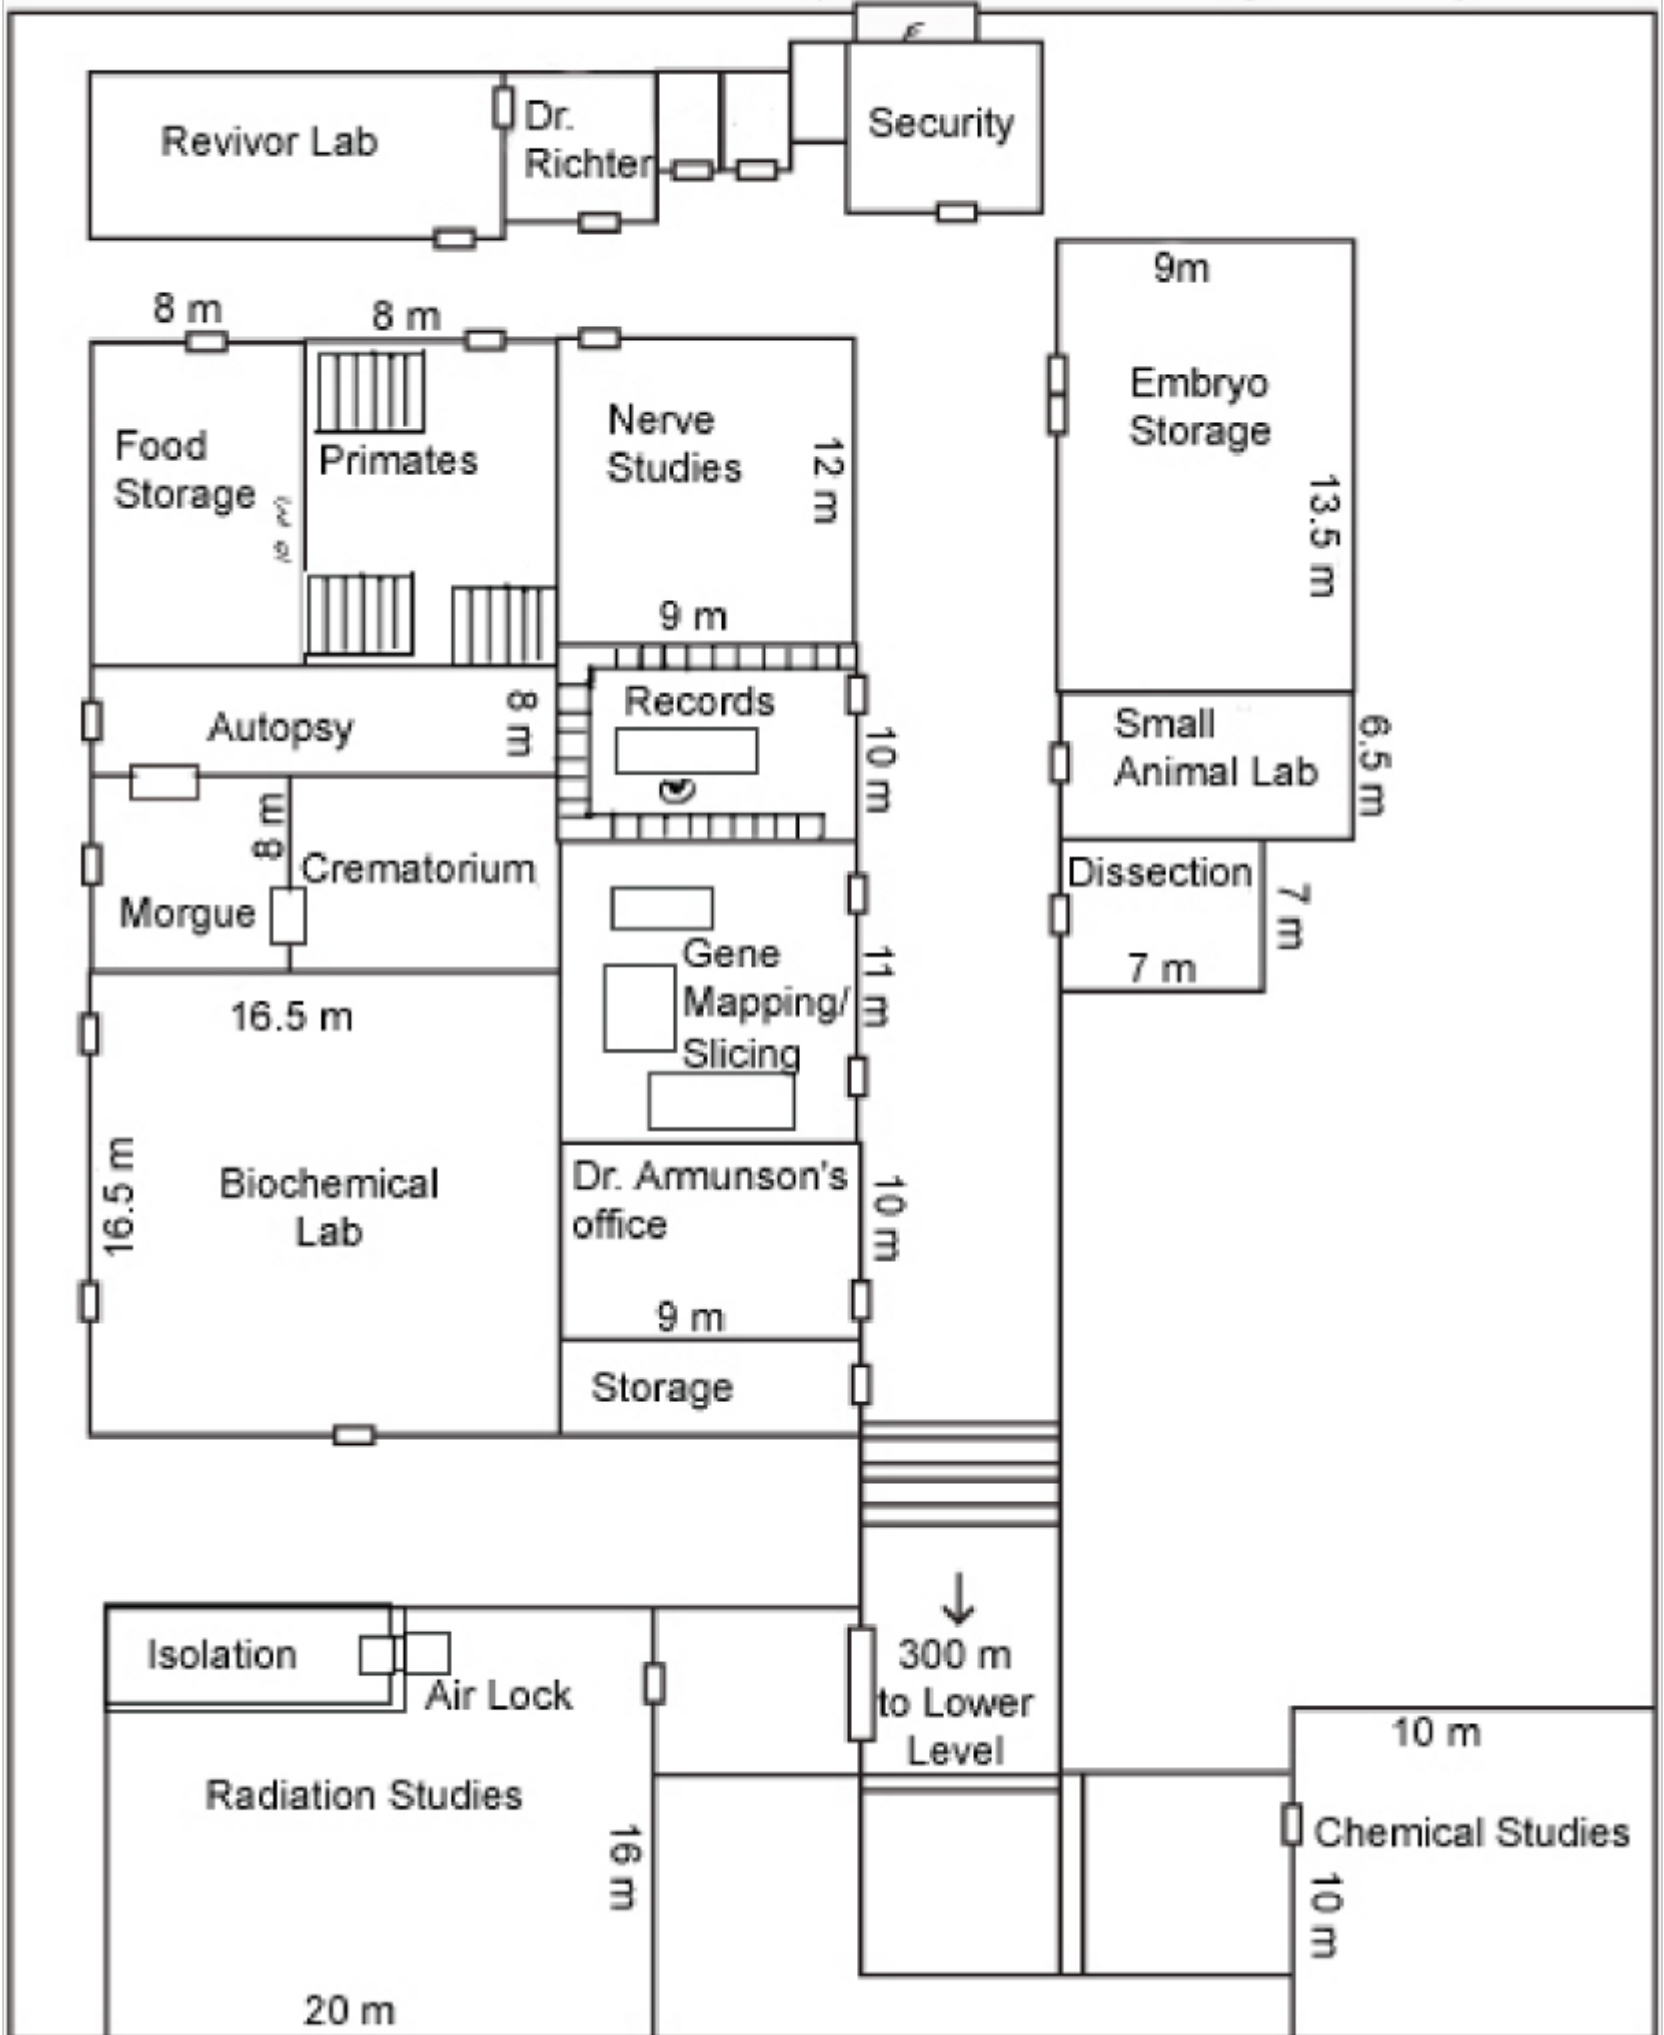 Revivor Lab
Dr.
Richter
Security
8 m
8 m
9m
Food
Storage
Primates
Nerve
Studies
12 m
9 m
Embryo
Storage
13.5 m
Autopsy
8 m
Records
10 m
Small
Animal Lab
6.5 m
Morgue
8 m
Crematorium
Dissection
7 m
7 m
Gene
Mapping/
Slicing
11 m
16.5 m
16.5 m
Biochemical
Lab
Dr. Armunson's
office
10 m
9 m
Storage
Isolation
Air Lock
300 m
to Lower
Level
Radiation Studies
16 m
20 m
10 m
Chemical Studies
10 m